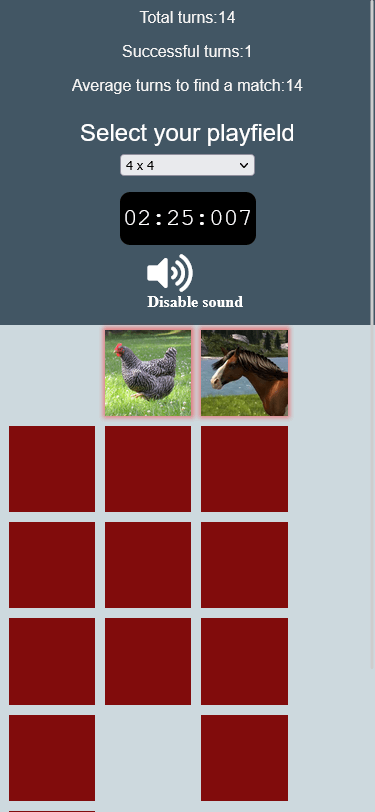 Total turns:14
Successful turns:1
Average turns to find a match:14
Select your playfield
4 x 4
02:25:007
Disable sound